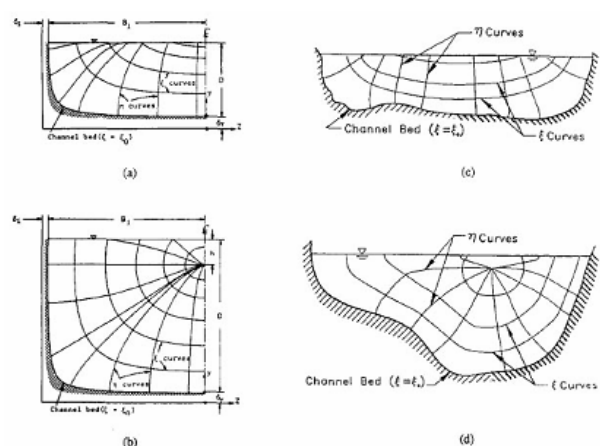 (a)
B₁
D
ξ curves
η curves
y
z
Channel bed(ξ = ξ₀)
(a)
(c)
η Curves
Channel Bed (ξ=ξ₀)
ξ Curves
(c)
(b)
B₁
h
D
ξ curves
η curves
y
z
Channel bed(ξ = ξ₀)
(b)
(d)
η Curves
Channel Bed (ξ=ξ₀)
ξ Curves
(d)